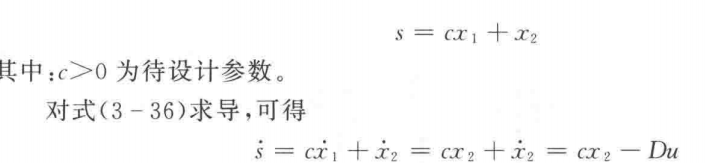 s = cx₁ + x₂
其中:c>0 为待设计参数。
对式(3-36)求导,可得
ṡ = cẋ₁ + ẋ₂ = cx₂ + ẋ₂ = cx₂ − Du